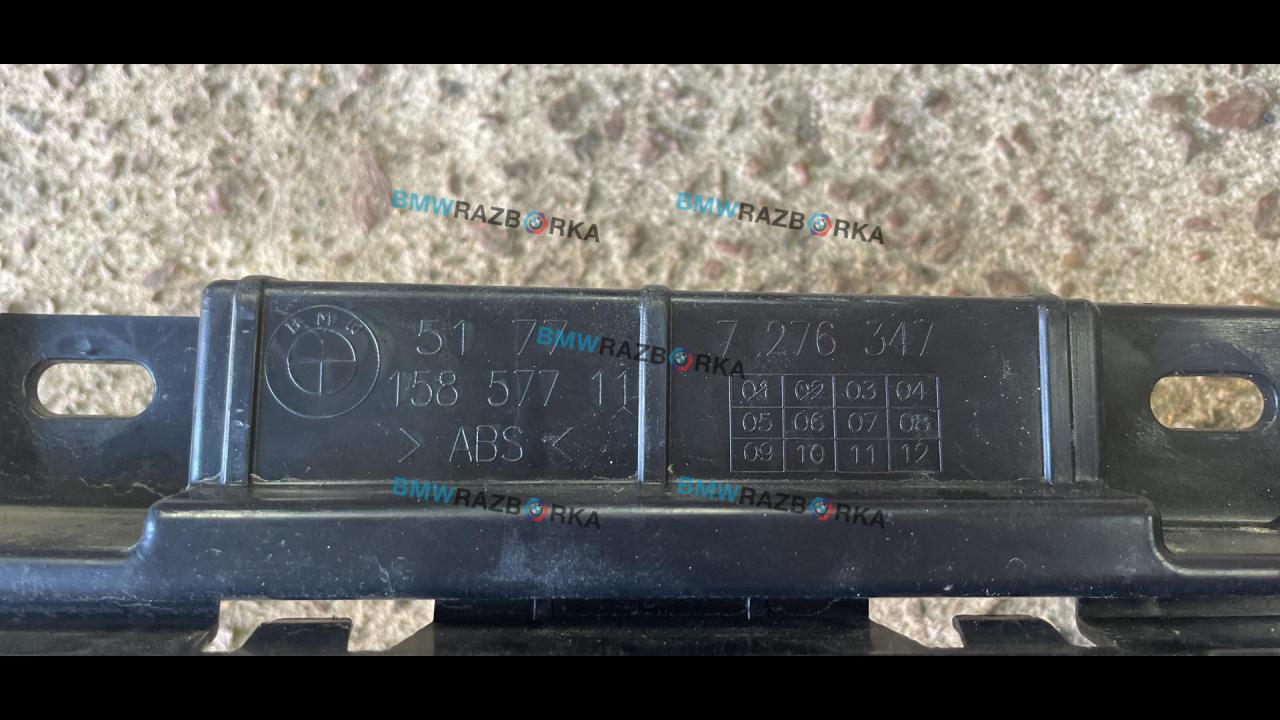 BMWRAZBORKA BMWRAZBORKA
BMW 51 77 7 276 347
BMWRAZBORKA
158 577 11
01 02 03 04
05 06 07 08
09 10 11 12
> ABS <
BMWRAZBORKA BMWRAZBORKA